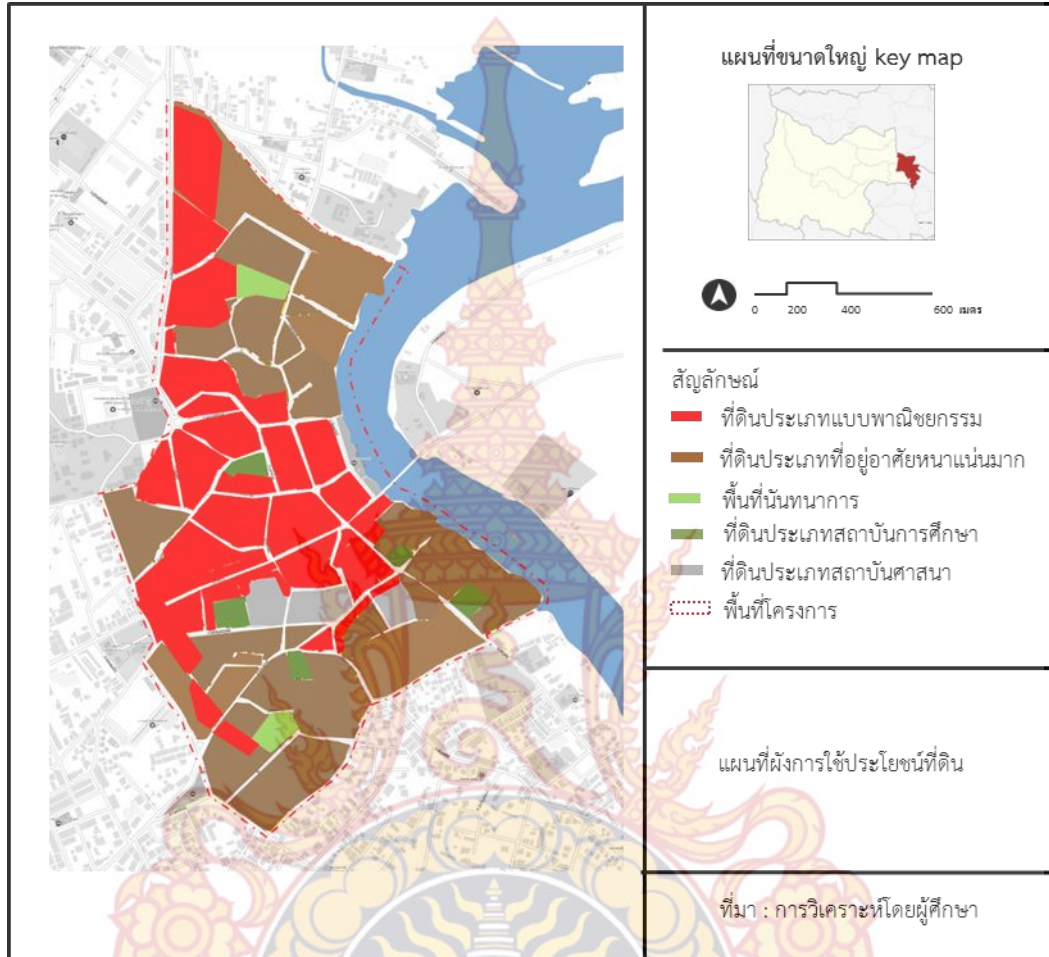 แผนที่ขนาดใหญ่ key map
0 200 400 600 เมตร
สัญลักษณ์
ที่ดินประเภทแบบพาณิชยกรรม
ที่ดินประเภทที่อยู่อาศัยหนาแน่นมาก
พื้นที่นันทนาการ
ที่ดินประเภทสถาบันการศึกษา
ที่ดินประเภทสถาบันศาสนา
พื้นที่โครงการ
แผนที่ผังการใช้ประโยชน์ที่ดิน
ที่มา : การวิเคราะห์โดยผู้ศึกษา